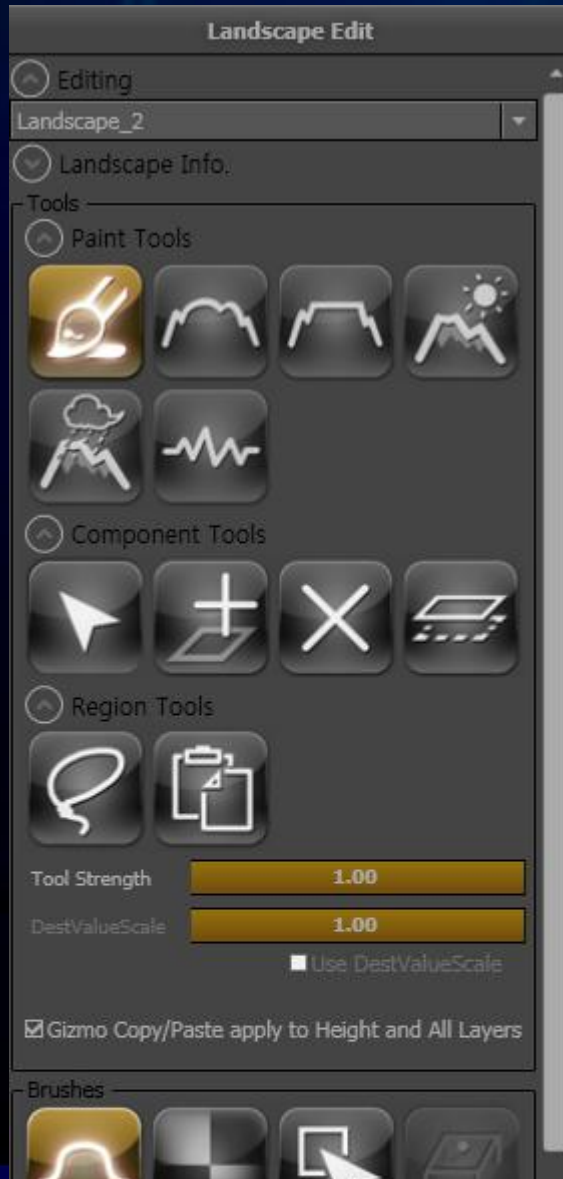 Landscape Edit
Editing
Landscape_2
Landscape Info.
Tools
Paint Tools
Component Tools
Region Tools
Tool Strength 1.00
DestValueScale 1.00
Use DestValueScale
Gizmo Copy/Paste apply to Height and All Layers
Brushes